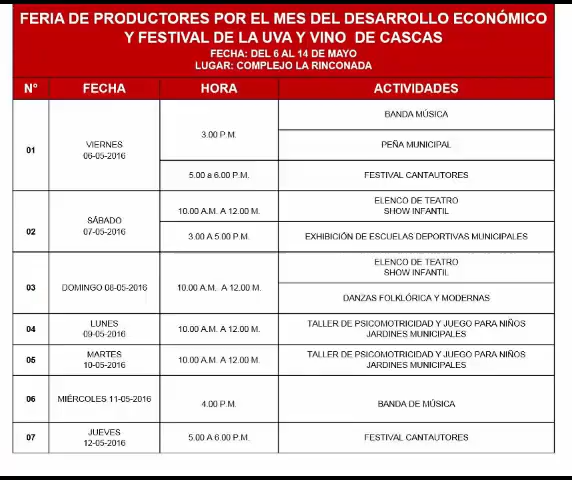 FERIA DE PRODUCTORES POR EL MES DEL DESARROLLO ECONÓMICO
Y FESTIVAL DE LA UVA Y VINO DE CASCAS
FECHA: DEL 6 AL 14 DE MAYO
LUGAR: COMPLEJO LA RINCONADA
N° FECHA HORA ACTIVIDADES
01
VIERNES
06-05-2016
3.00 P.M.
BANDA MÚSICA
PEÑA MUNICIPAL
5.00 a 6.00 P.M.
FESTIVAL CANTAUTORES
02
SÁBADO
07-05-2016
10.00 A.M. A 12.00 M.
ELENCO DE TEATRO
SHOW INFANTIL
3.00 A 5.00 P.M.
EXHIBICIÓN DE ESCUELAS DEPORTIVAS MUNICIPALES
03
DOMINGO 08-05-2016
10.00 A.M. A 12.00 M.
ELENCO DE TEATRO
SHOW INFANTIL
DANZAS FOLKLÓRICA Y MODERNAS
04
LUNES
09-05-2016
10.00 A.M. A 12.00 M.
TALLER DE PSICOMOTRICIDAD Y JUEGO PARA NIÑOS
JARDINES MUNICIPALES
05
MARTES
10-05-2016
10.00 A.M. A 12.00 M.
TALLER DE PSICOMOTRICIDAD Y JUEGO PARA NIÑOS
JARDINES MUNICIPALES
06
MIÉRCOLES 11-05-2016
4.00 P.M.
BANDA DE MÚSICA
07
JUEVES
12-05-2016
5.00 A 6.00 P.M.
FESTIVAL CANTAUTORES